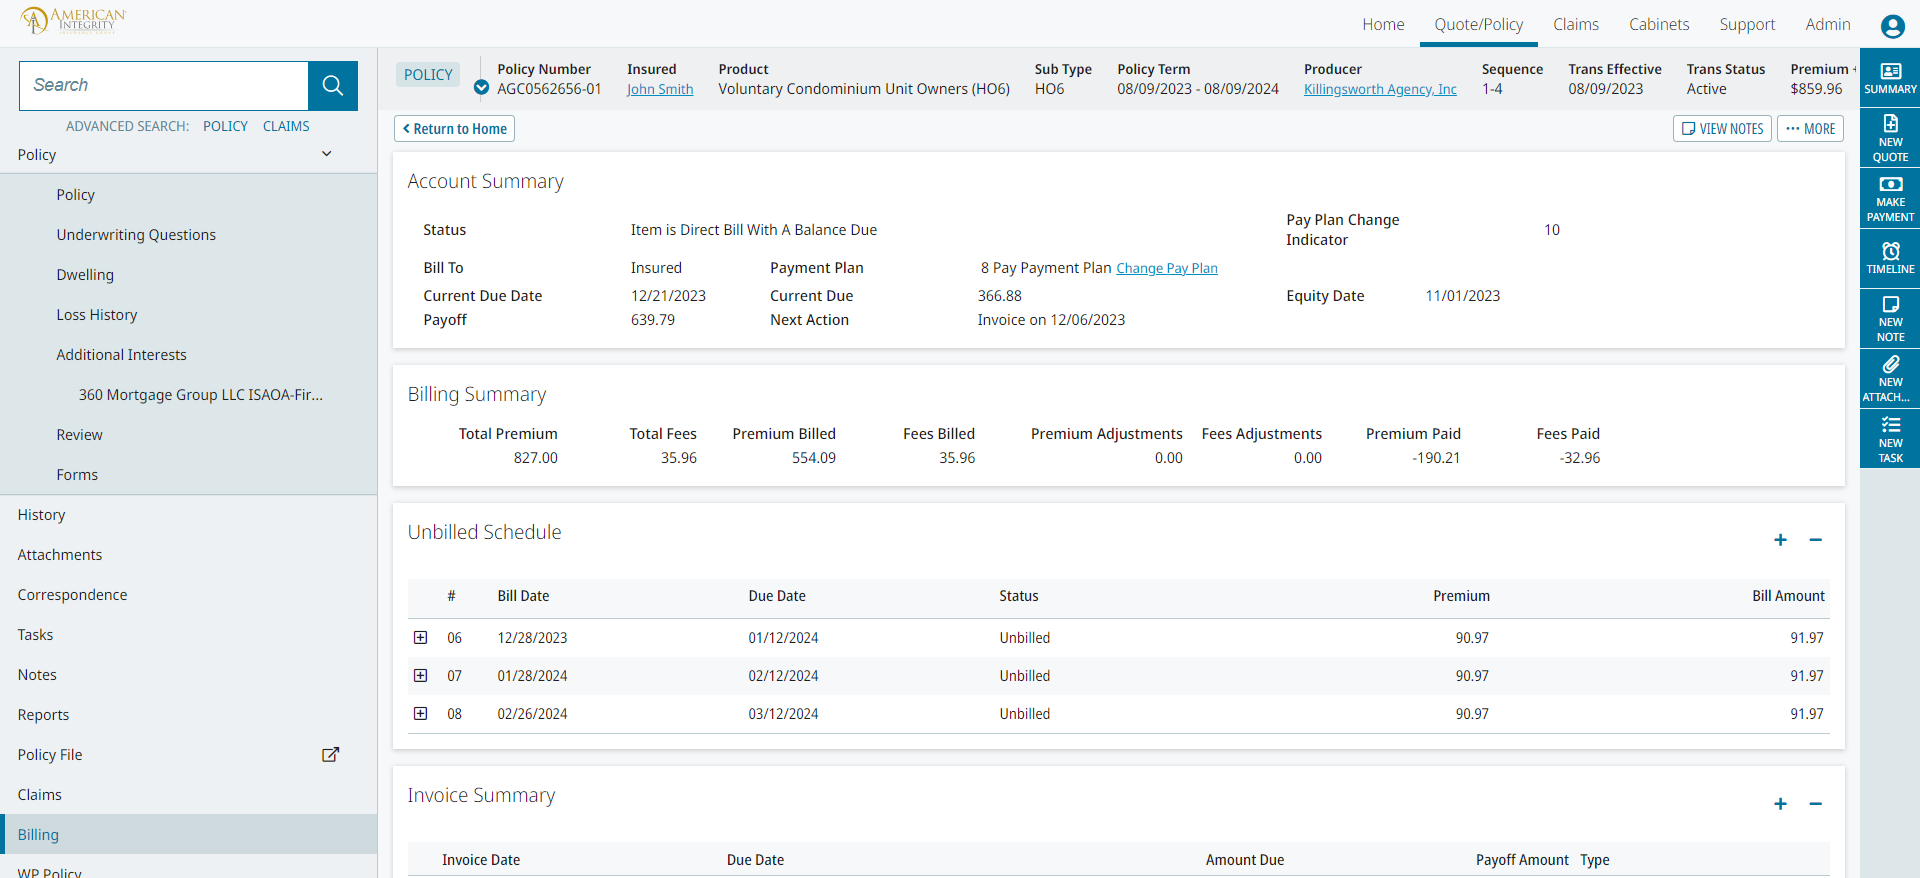 AMERICAN
INTEGRITY
Home Quote/Policy Claims Cabinets Support Admin
Search
ADVANCED SEARCH: POLICY CLAIMS
Policy
Policy
Underwriting Questions
Dwelling
Loss History
Additional Interests
360 Mortgage Group LLC ISAOA-Fir...
Review
Forms
History
Attachments
Correspondence
Tasks
Notes
Reports
Policy File
Claims
Billing
WP Policy
POLICY
Policy Number Insured Product Sub Type Policy Term Producer Sequence Trans Effective Trans Status Premium +
AGC0562656-01 John Smith Voluntary Condominium Unit Owners (HO6) HO6 08/09/2023 - 08/09/2024 Killingsworth Agency, Inc 1-4 08/09/2023 Active $859.96
Return to Home
VIEW NOTES ••• MORE
Account Summary
Status Item is Direct Bill With A Balance Due Pay Plan Change Indicator 10
Bill To Insured Payment Plan 8 Pay Payment Plan Change Pay Plan
Current Due Date 12/21/2023 Current Due 366.88 Equity Date 11/01/2023
Payoff 639.79 Next Action Invoice on 12/06/2023
Billing Summary
Total Premium Total Fees Premium Billed Fees Billed Premium Adjustments Fees Adjustments Premium Paid Fees Paid
827.00 35.96 554.09 35.96 0.00 0.00 -190.21 -32.96
Unbilled Schedule
+ −
# Bill Date Due Date Status Premium Bill Amount
06 12/28/2023 01/12/2024 Unbilled 90.97 91.97
07 01/28/2024 02/12/2024 Unbilled 90.97 91.97
08 02/26/2024 03/12/2024 Unbilled 90.97 91.97
Invoice Summary
+ −
Invoice Date Due Date Amount Due Payoff Amount Type
SUMMARY
NEW
QUOTE
MAKE
PAYMENT
TIMELINE
NEW
NOTE
NEW
ATTACH...
NEW
TASK